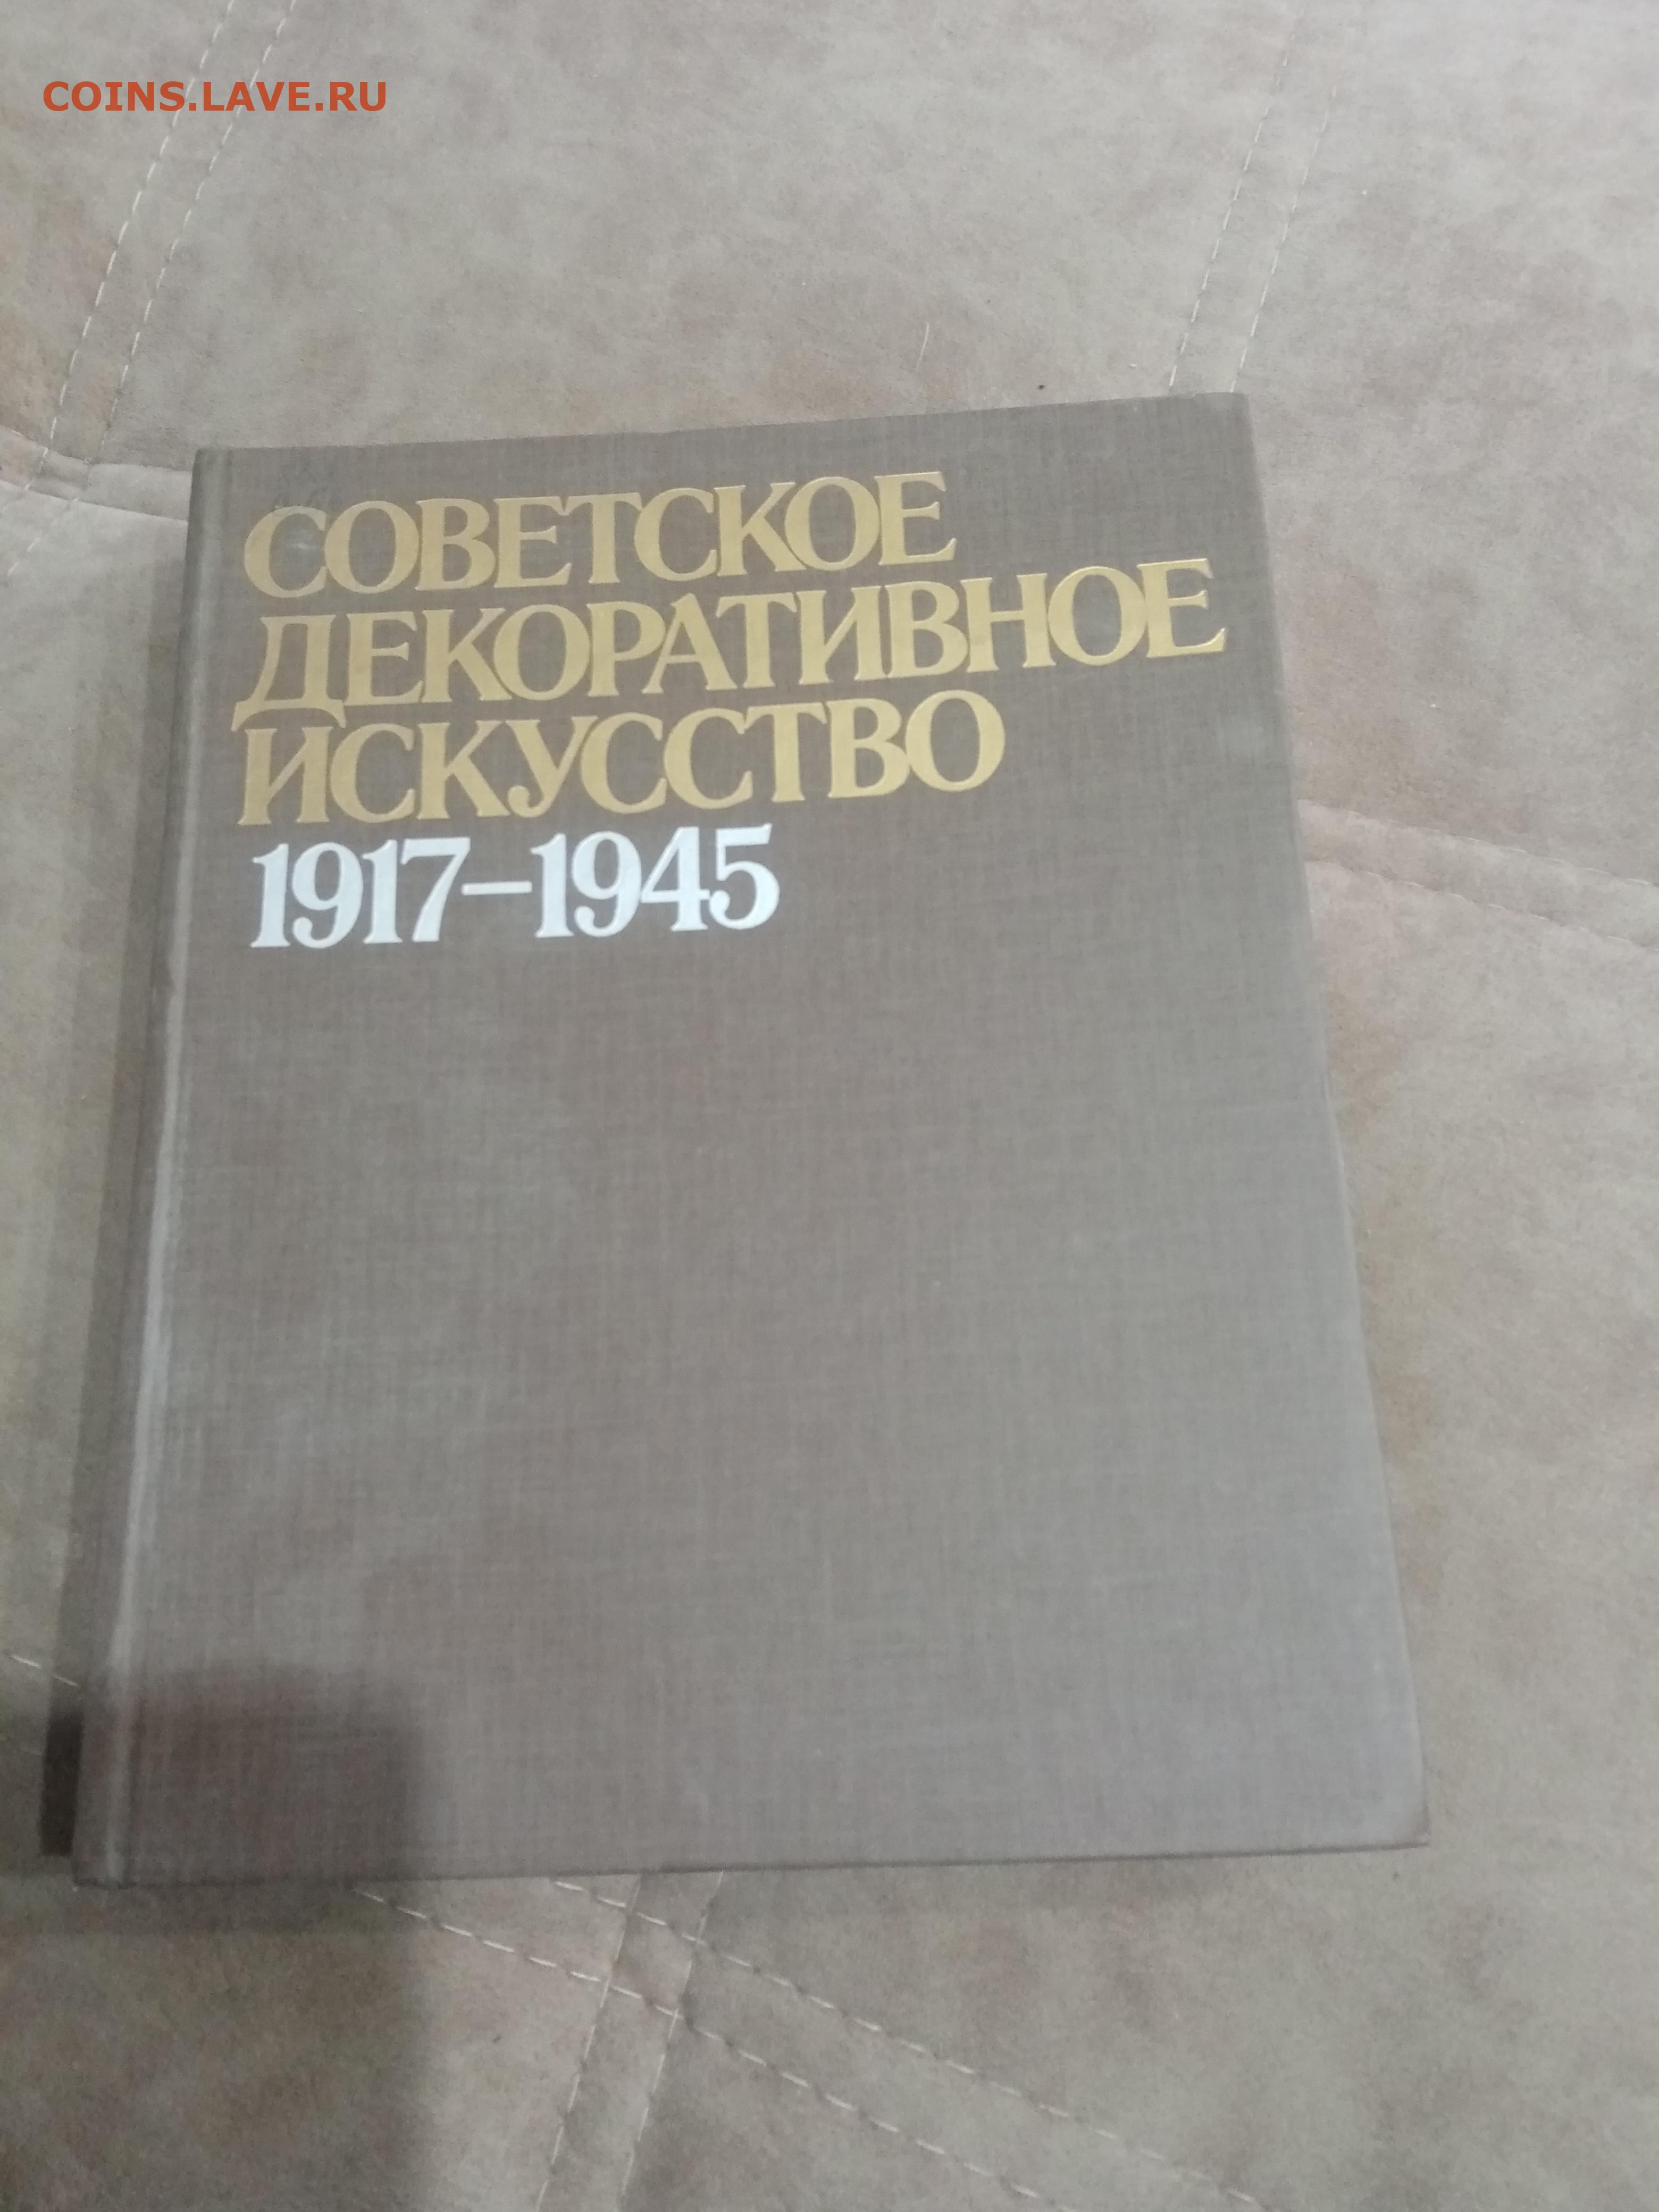 COINS.LAVE.RU
СОВЕТСКОЕ
ДЕКОРАТИВНОЕ
ИСКУССТВО
1917–1945